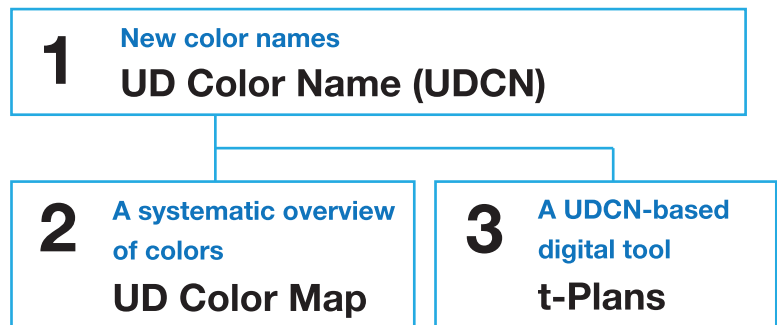 1
New color names
UD Color Name (UDCN)
2
A systematic overview
of colors
UD Color Map
3
A UDCN-based
digital tool
t-Plans